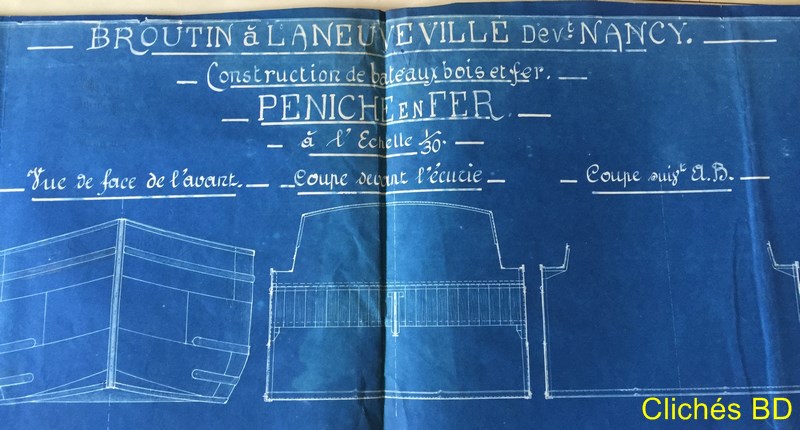 BROUTIN à LANEUVEVILLE Devt NANCY.
Construction de bateaux bois et fer.
PENICHE EN FER
à l'Echelle 1/30.
Vue de face de l'avant.
Coupe devant l'écurie
Coupe suivt A.B.
Clichés BD